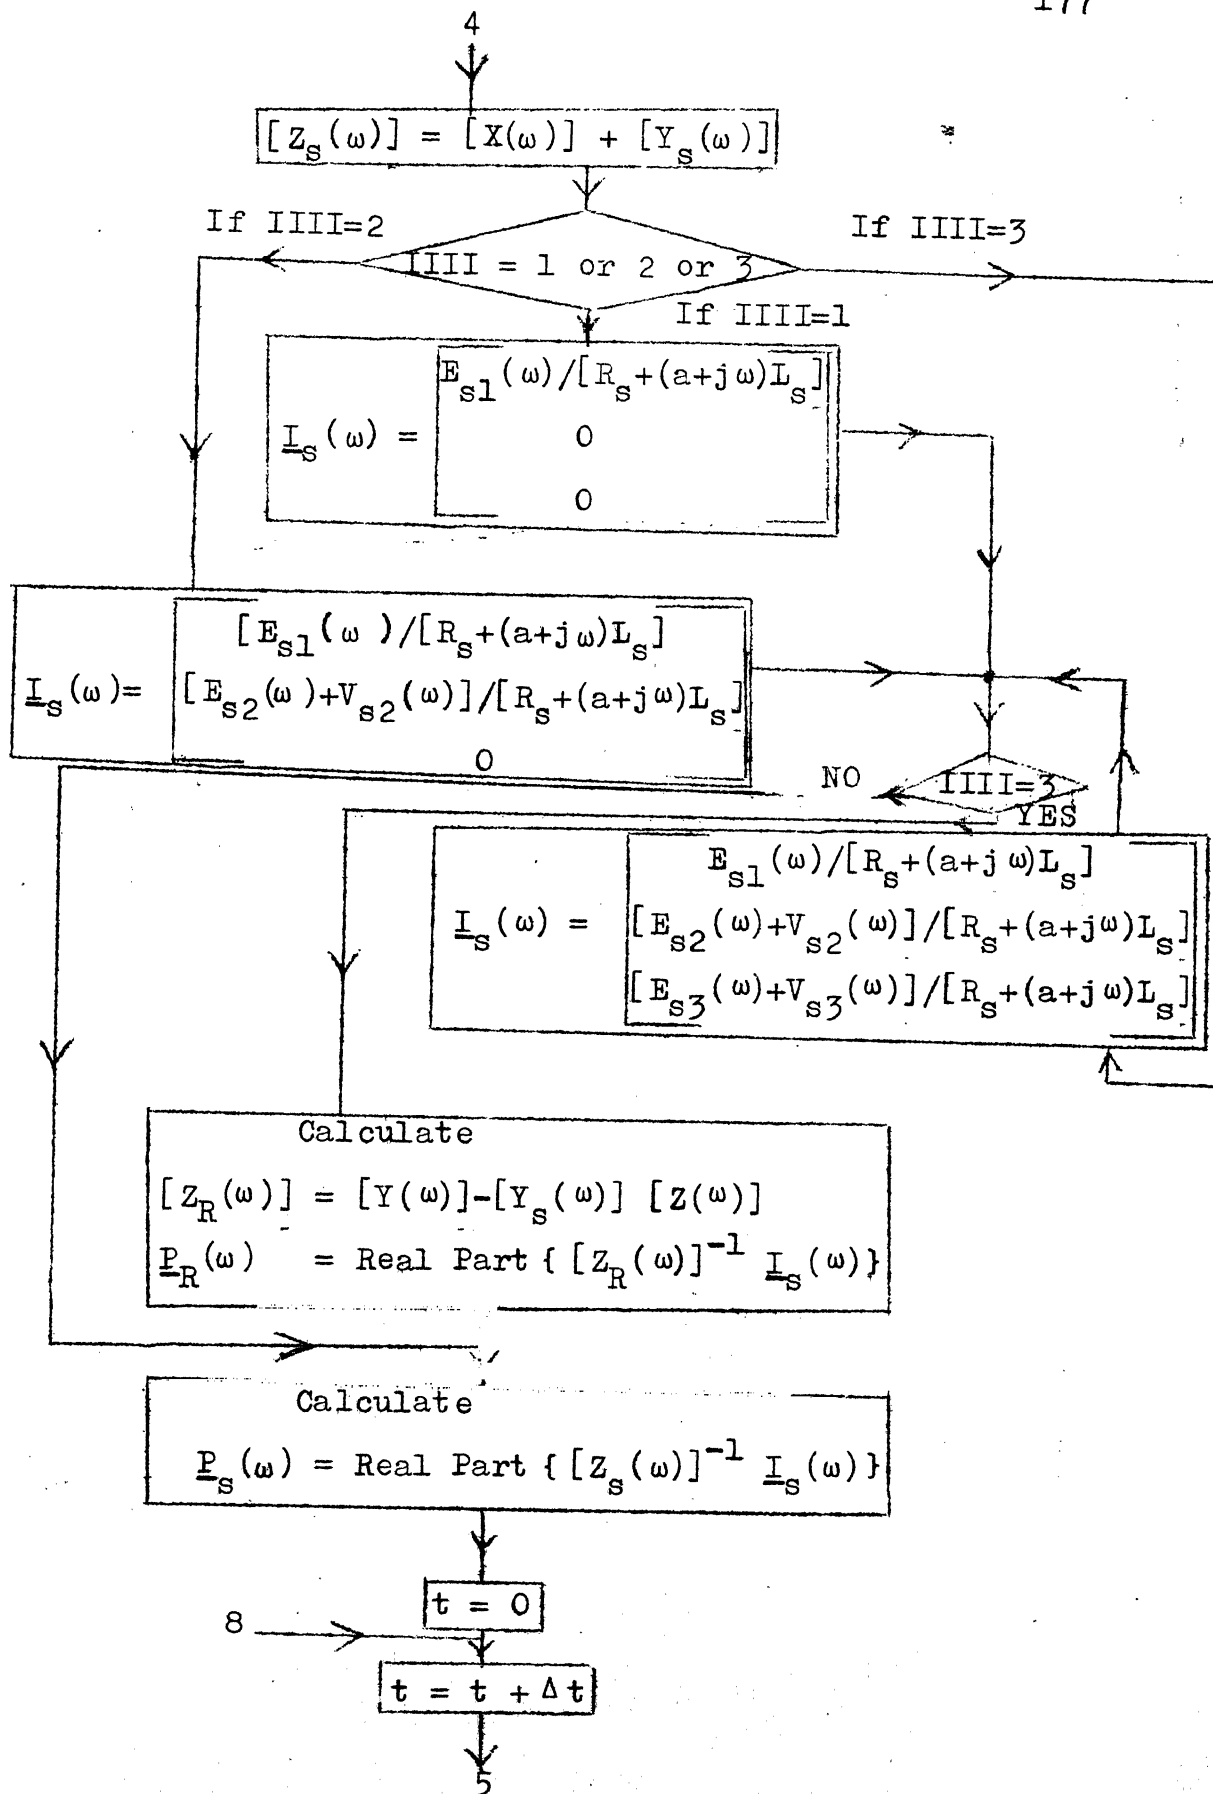 177
4
[Z_s(ω)] = [X(ω)] + [Y_s(ω)]
If IIII=2
If IIII=3
IIII = 1 or 2 or 3
If IIII=1
E_s1(ω)/[R_s+(a+jω)L_s]
I_s(ω) = 0
0
[E_s1(ω)/[R_s+(a+jω)L_s]
I_s(ω)= [E_s2(ω)+V_s2(ω)]/[R_s+(a+jω)L_s]
0
NO
IIII=3
YES
E_s1(ω)/[R_s+(a+jω)L_s]
I_s(ω) = [E_s2(ω)+V_s2(ω)]/[R_s+(a+jω)L_s]
[E_s3(ω)+V_s3(ω)]/[R_s+(a+jω)L_s]
Calculate
[Z_R(ω)] = [Y(ω)]-[Y_s(ω)] [Z(ω)]
P_R(ω) = Real Part {[Z_R(ω)]^-1 I_s(ω)}
Calculate
P_s(ω) = Real Part {[Z_s(ω)]^-1 I_s(ω)}
t = 0
8
t = t + Δt
5